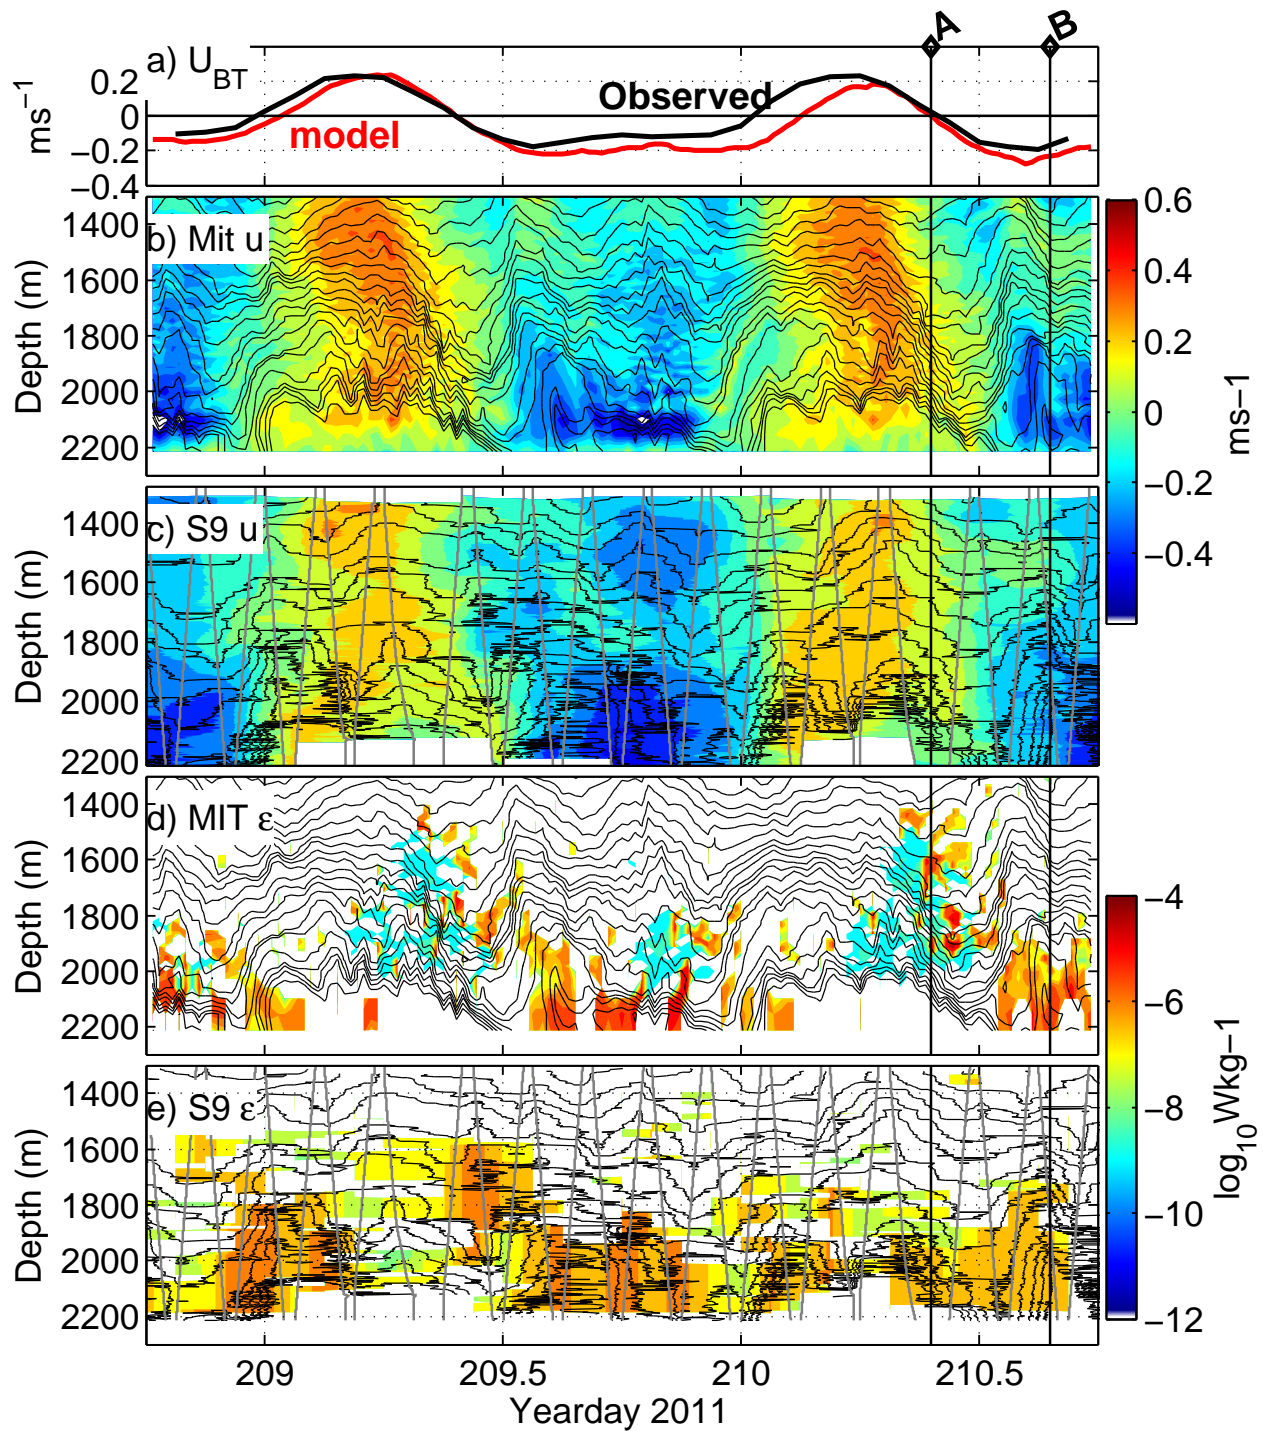 A
B
a) U_BT
ms⁻¹
0.2
0
−0.2
−0.4
Observed
model
b) Mit u
Depth (m)
1400
1600
1800
2000
2200
0.6
0.4
0.2
0
−0.2
−0.4
ms−1
c) S9 u
Depth (m)
1400
1600
1800
2000
2200
d) MIT ε
Depth (m)
1400
1600
1800
2000
2200
−4
−6
−8
−10
−12
log₁₀Wkg−1
e) S9 ε
Depth (m)
1400
1600
1800
2000
2200
209
209.5
210
210.5
Yearday 2011